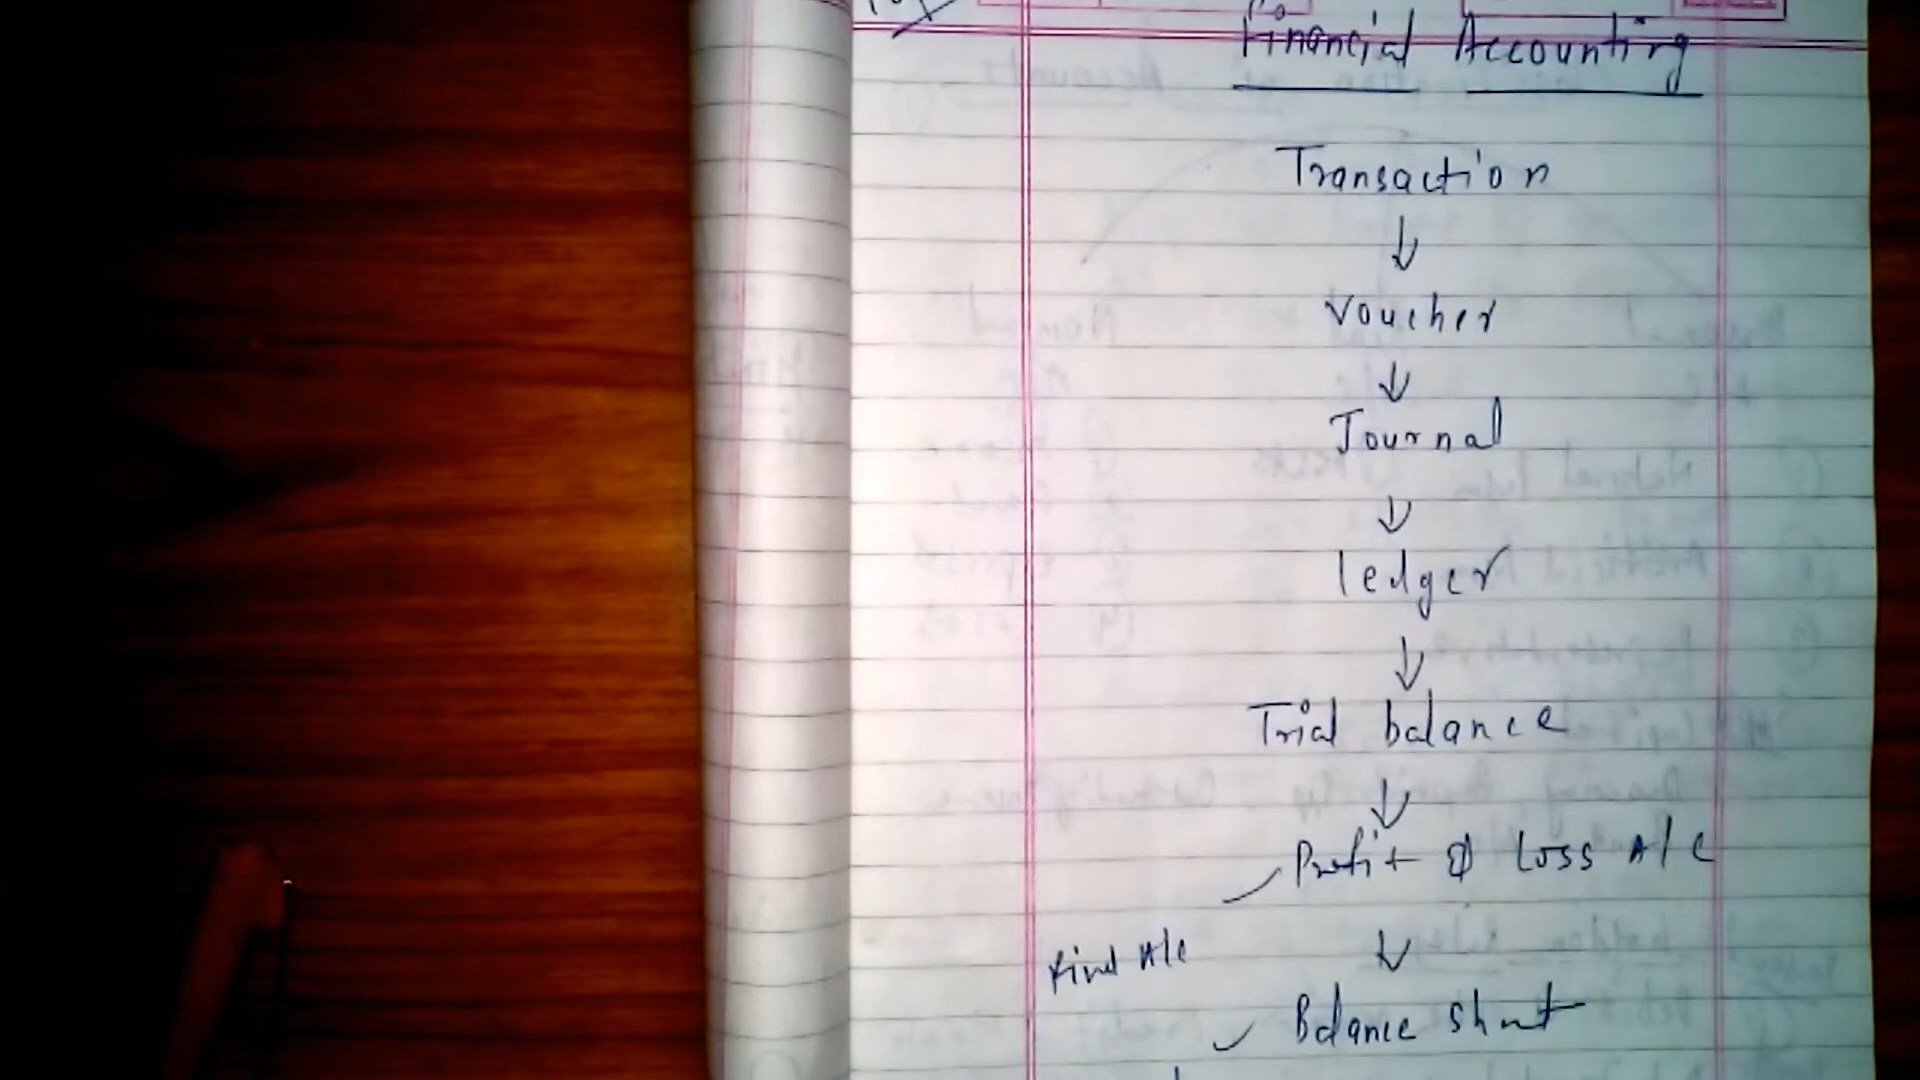 Financial Accounting
Transaction
↓
Voucher
↓
Journal
↓
ledger
↓
Trial balance
↓
Profit & Loss A/c
↓
Final A/c
Balance Sheet